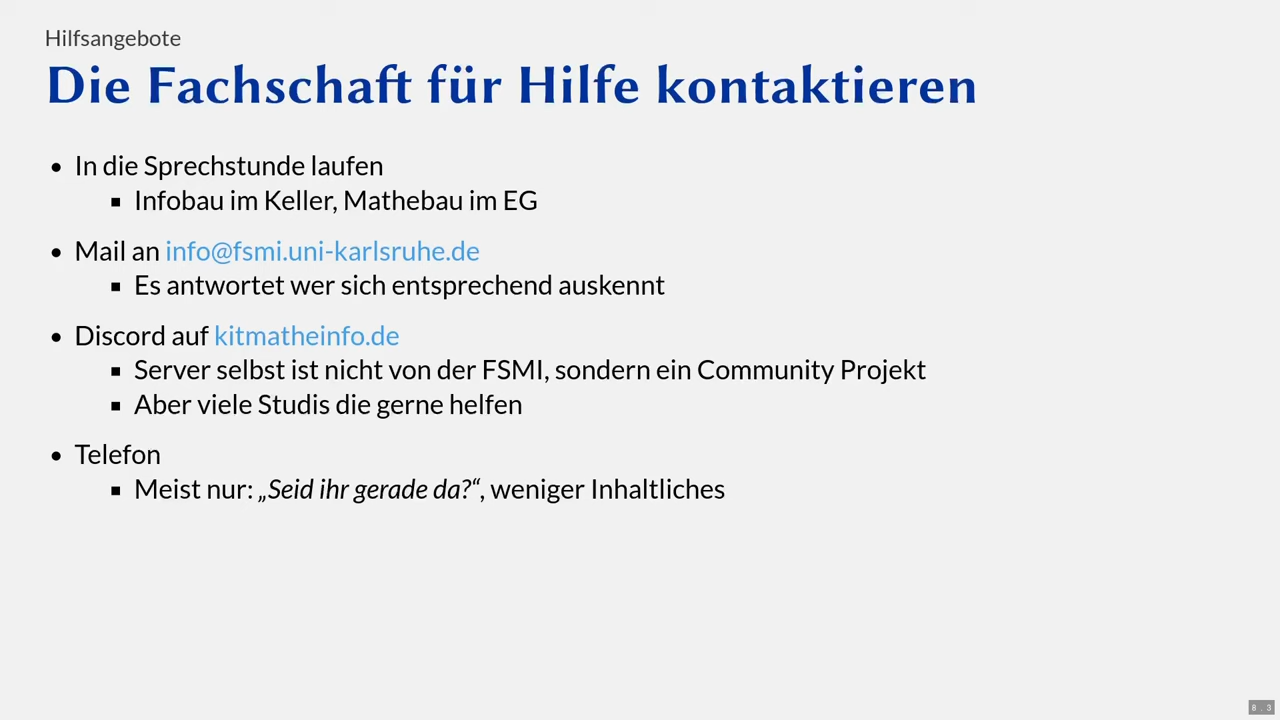 Hilfsangebote
Die Fachschaft für Hilfe kontaktieren
• In die Sprechstunde laufen
▪ Infobau im Keller, Mathebau im EG
• Mail an info@fsmi.uni-karlsruhe.de
▪ Es antwortet wer sich entsprechend auskennt
• Discord auf kitmatheinfo.de
▪ Server selbst ist nicht von der FSMI, sondern ein Community Projekt
▪ Aber viele Studis die gerne helfen
• Telefon
▪ Meist nur: „Seid ihr gerade da?“, weniger Inhaltliches
8 . 3